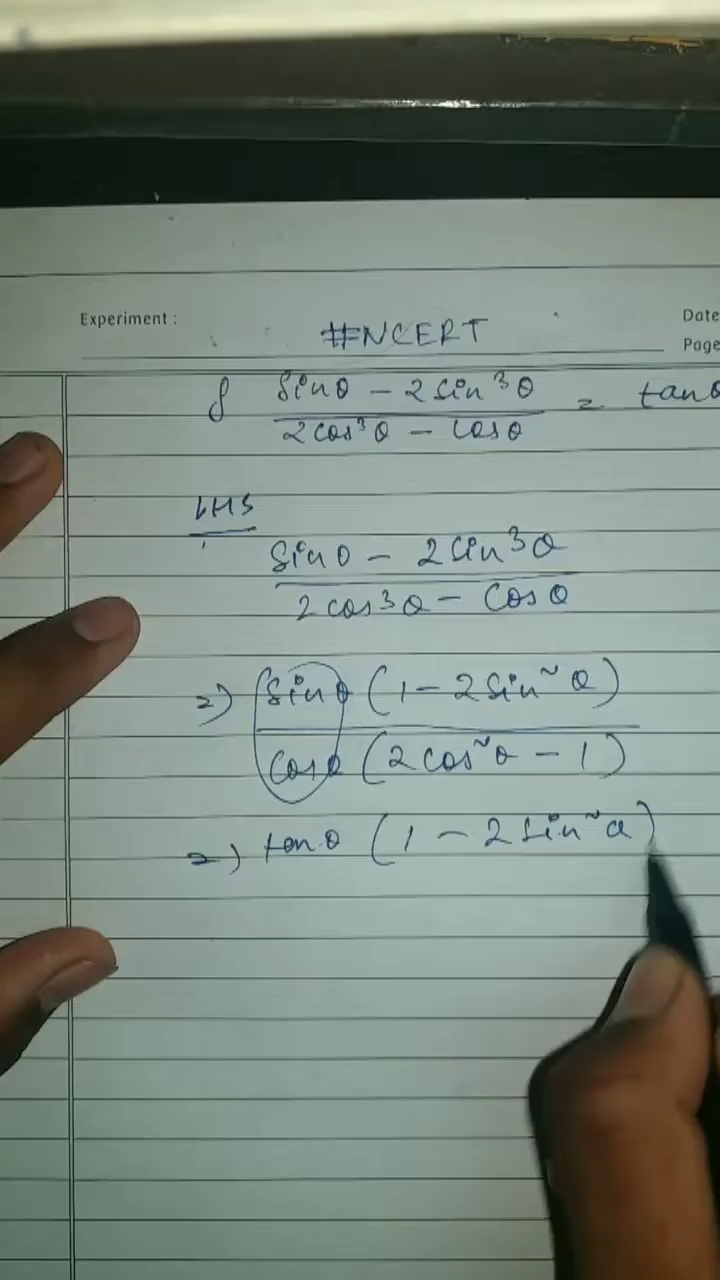 Experiment :
#NCERT
Date
Page
8 (sinθ − 2sin³θ)/(2cos³θ − cosθ) = tanθ
LHS
(sinθ − 2sin³θ)/(2cos³θ − cosθ)
=) sinθ (1 − 2sin²θ)/cosθ (2cos²θ − 1)
=) tanθ (1 − 2sin²θ)